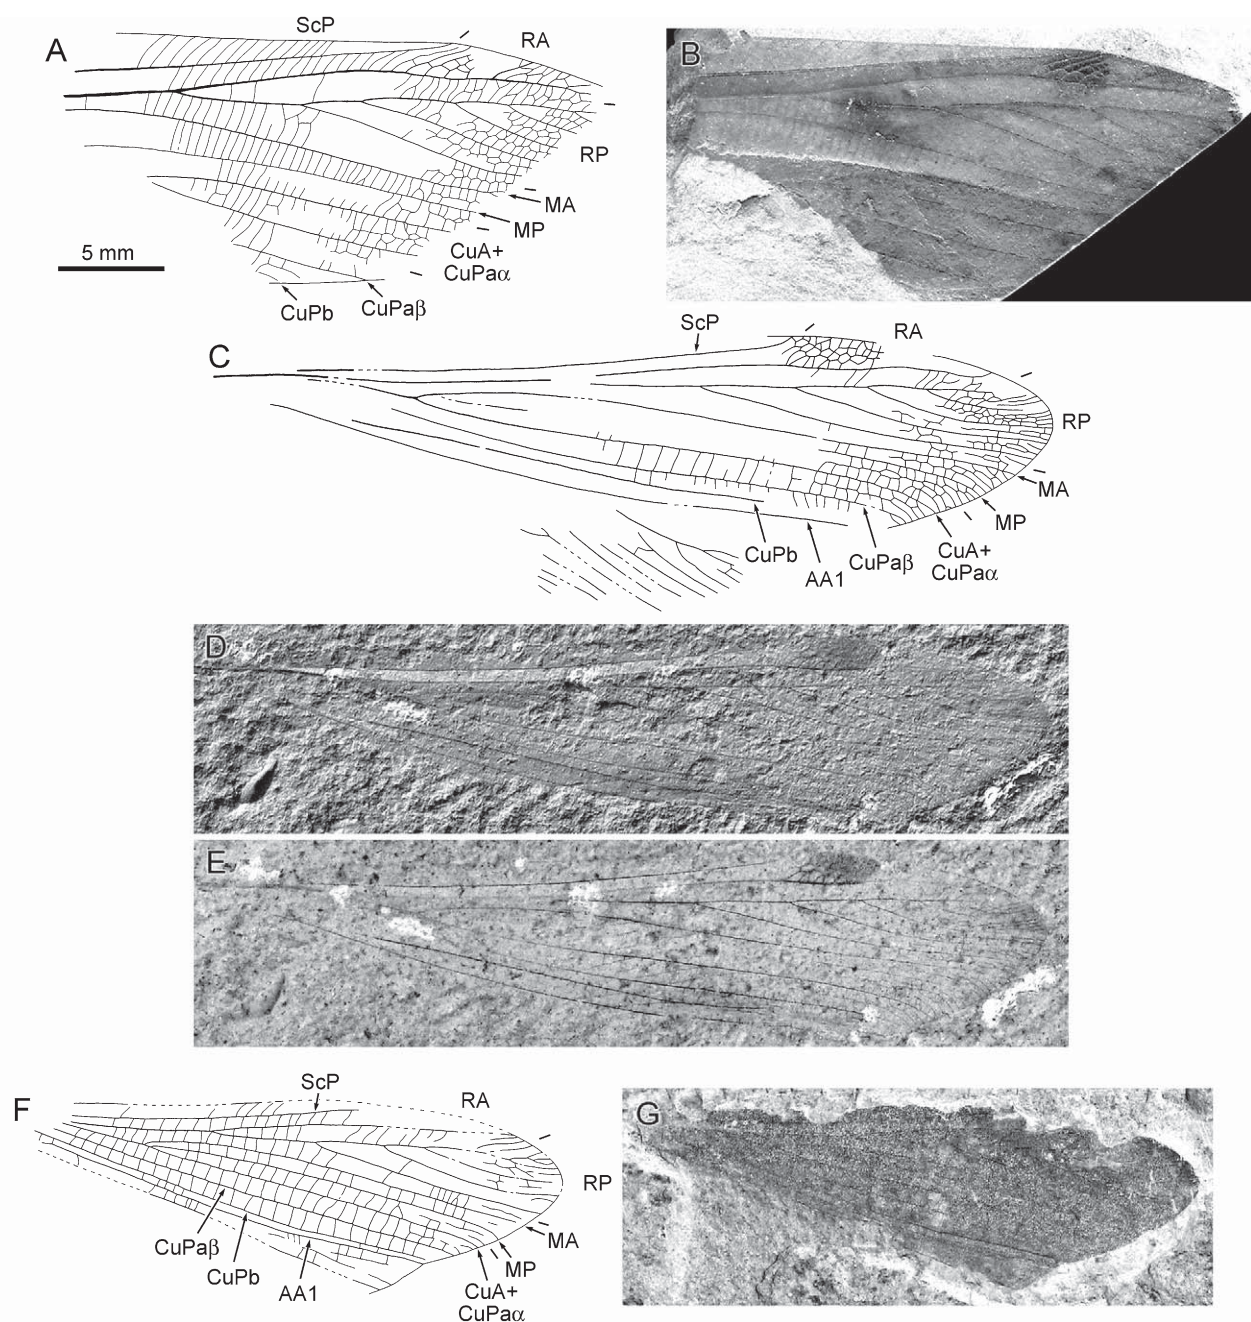 A
ScP
RA
B
RP
MA
MP
CuA+
CuPaα
5 mm
CuPb
CuPaβ
C
ScP
RA
RP
MA
MP
CuPb
AA1
CuPaβ
CuA+
CuPaα
D
E
F
ScP
RA
RP
G
CuPaβ
CuPb
AA1
MA
MP
CuA+
CuPaα